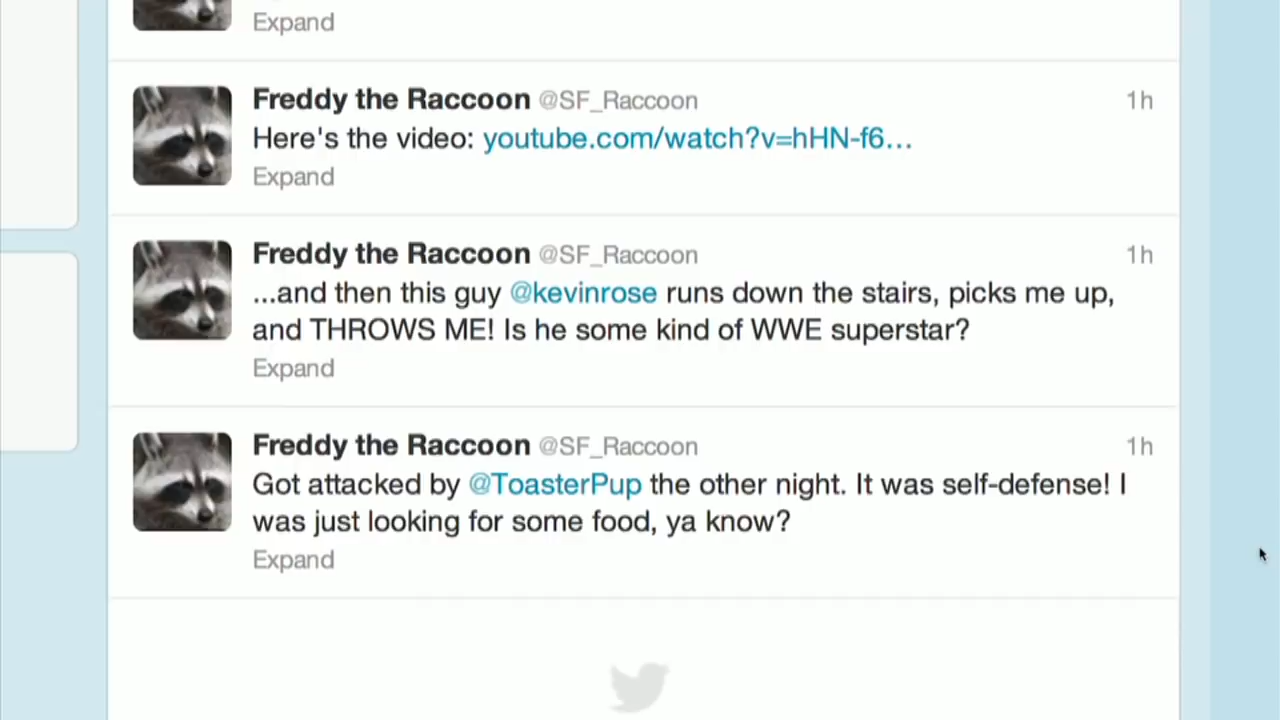 Expand
Freddy the Raccoon @SF_Raccoon 1h
Here's the video: youtube.com/watch?v=hHN-f6...
Expand
Freddy the Raccoon @SF_Raccoon 1h
...and then this guy @kevinrose runs down the stairs, picks me up,
and THROWS ME! Is he some kind of WWE superstar?
Expand
Freddy the Raccoon @SF_Raccoon 1h
Got attacked by @ToasterPup the other night. It was self-defense! I
was just looking for some food, ya know?
Expand